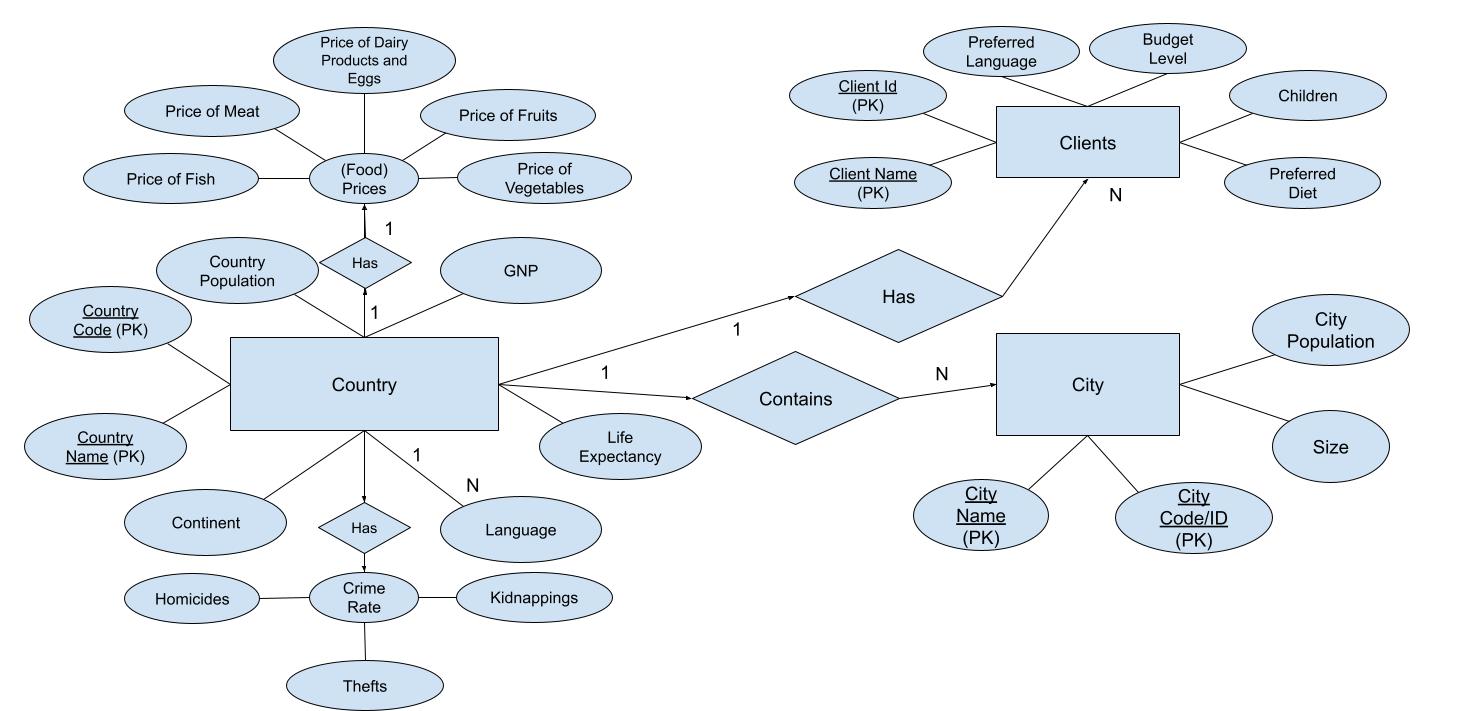 Price of Dairy
Products and
Eggs
Price of Meat
Price of Fruits
Price of Fish
(Food)
Prices
Price of
Vegetables
1
Has
1
Country
Population
GNP
Country
Code (PK)
Country
Country
Name (PK)
Continent
1
N
Language
Life
Expectancy
Has
Crime
Rate
Homicides
Kidnappings
Thefts
1
Has
N
1
Contains
N
Preferred
Language
Budget
Level
Client Id
(PK)
Children
Clients
Client Name
(PK)
Preferred
Diet
City
City
Population
Size
City
Name
(PK)
City
Code/ID
(PK)